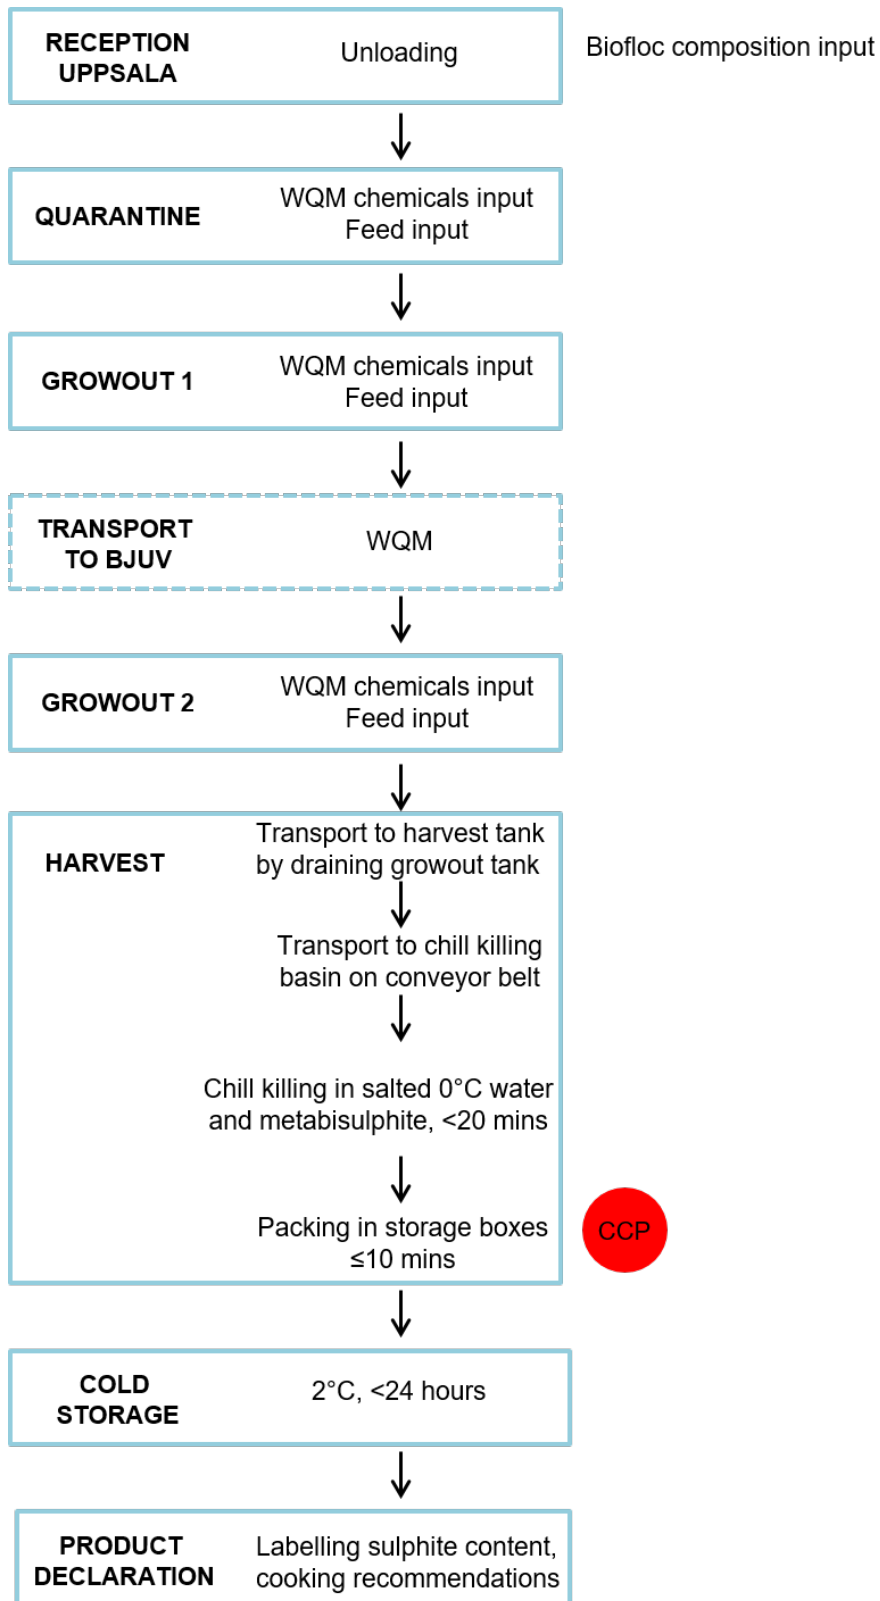 RECEPTION
UPPSALA
Unloading
Biofloc composition input
QUARANTINE
WQM chemicals input
Feed input
GROWOUT 1
WQM chemicals input
Feed input
TRANSPORT
TO BJUV
WQM
GROWOUT 2
WQM chemicals input
Feed input
HARVEST
Transport to harvest tank
by draining growout tank
Transport to chill killing
basin on conveyor belt
Chill killing in salted 0°C water
and metabisulphite, <20 mins
Packing in storage boxes
≤10 mins
CCP
COLD
STORAGE
2°C, <24 hours
PRODUCT
DECLARATION
Labelling sulphite content,
cooking recommendations